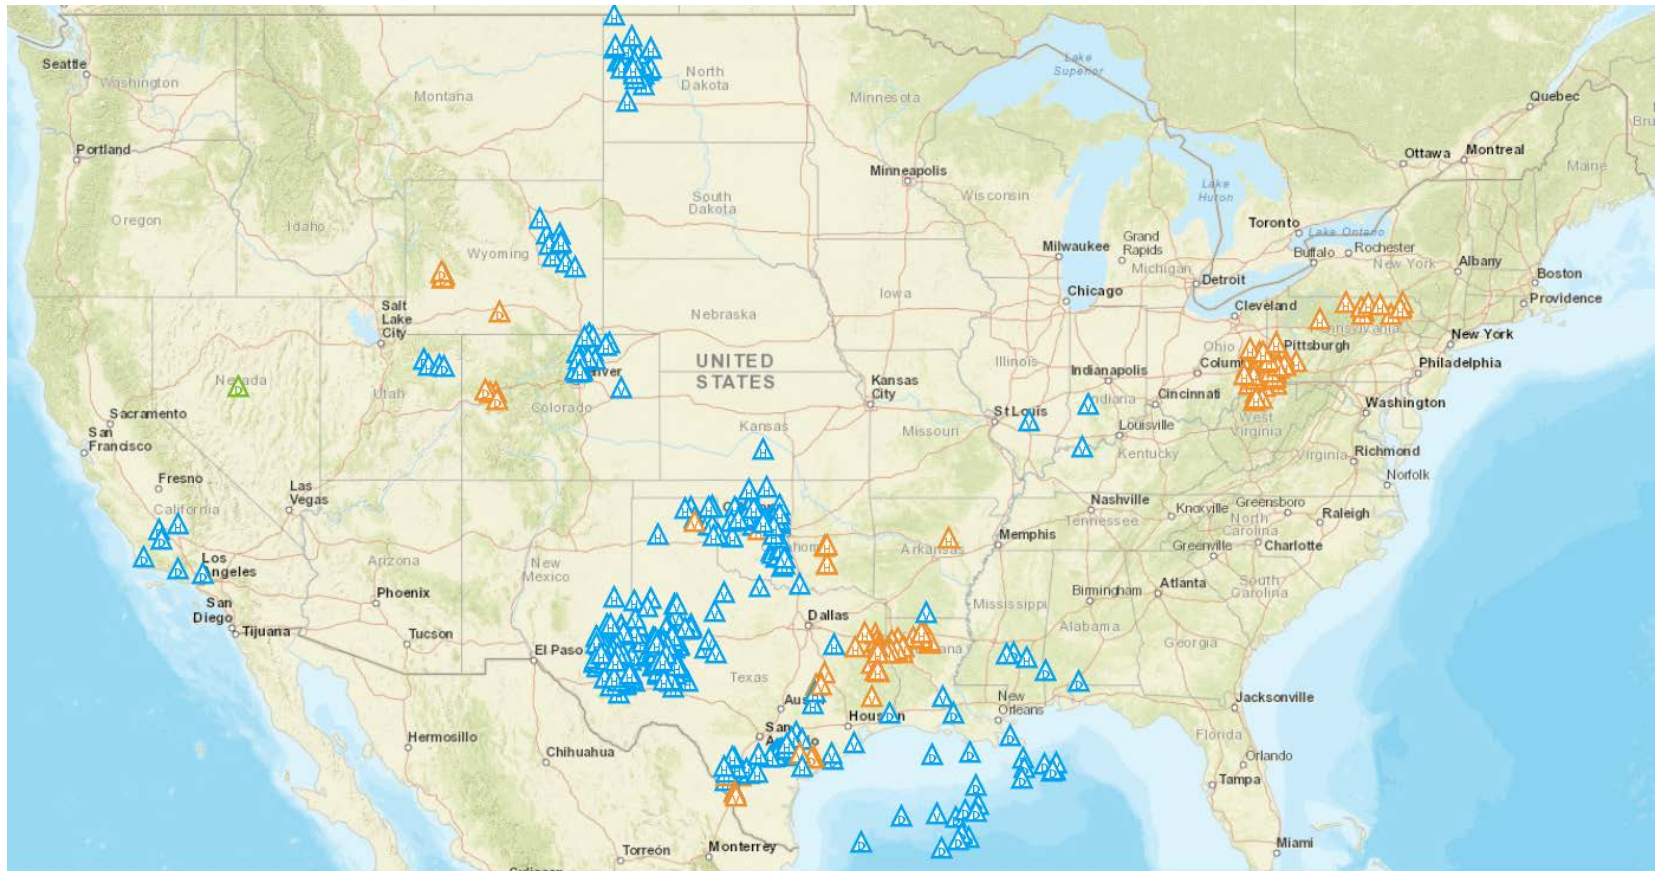 Seattle
Washington
Montana
North
Dakota
Minnesota
Lake
Superior
Quebec
Portland
Ottawa
Montreal
Maine
Minneapolis
Wisconsin
South
Dakota
Lake
Huron
Oregon
Idaho
Toronto
Lake Ontario
Milwaukee
Grand
Rapids
Michigan
Buffalo
Rochester
New York
Albany
Wyoming
Boston
Providence
Detroit
Chicago
Iowa
Cleveland
Salt
Lake
City
Nebraska
New York
Pittsburgh
Ohio
Philadelphia
UNITED
STATES
Illinois
Indianapolis
Nevada
Utah
Colorado
Kansas
City
Cincinnati
Washington
Sacramento
San
Francisco
St Louis
Kansas
Missouri
Louisville
Kentucky
West
Virginia
Virginia
Richmond
Norfolk
Fresno
Las
Vegas
California
Nashville
Tennessee
Knoxville
Greensboro
Raleigh
North
Carolina
Memphis
Arkansas
Greenville
Charlotte
Los
Angeles
Arizona
New
Mexico
Phoenix
Birmingham
Atlanta
South
Carolina
Mississippi
San
Diego
Tijuana
Dallas
Alabama
Tucson
Georgia
El Paso
Texas
Jacksonville
New
Orleans
Houston
San
Florida
Hermosillo
Chihuahua
Orlando
Tampa
Torreón
Monterrey
Miami